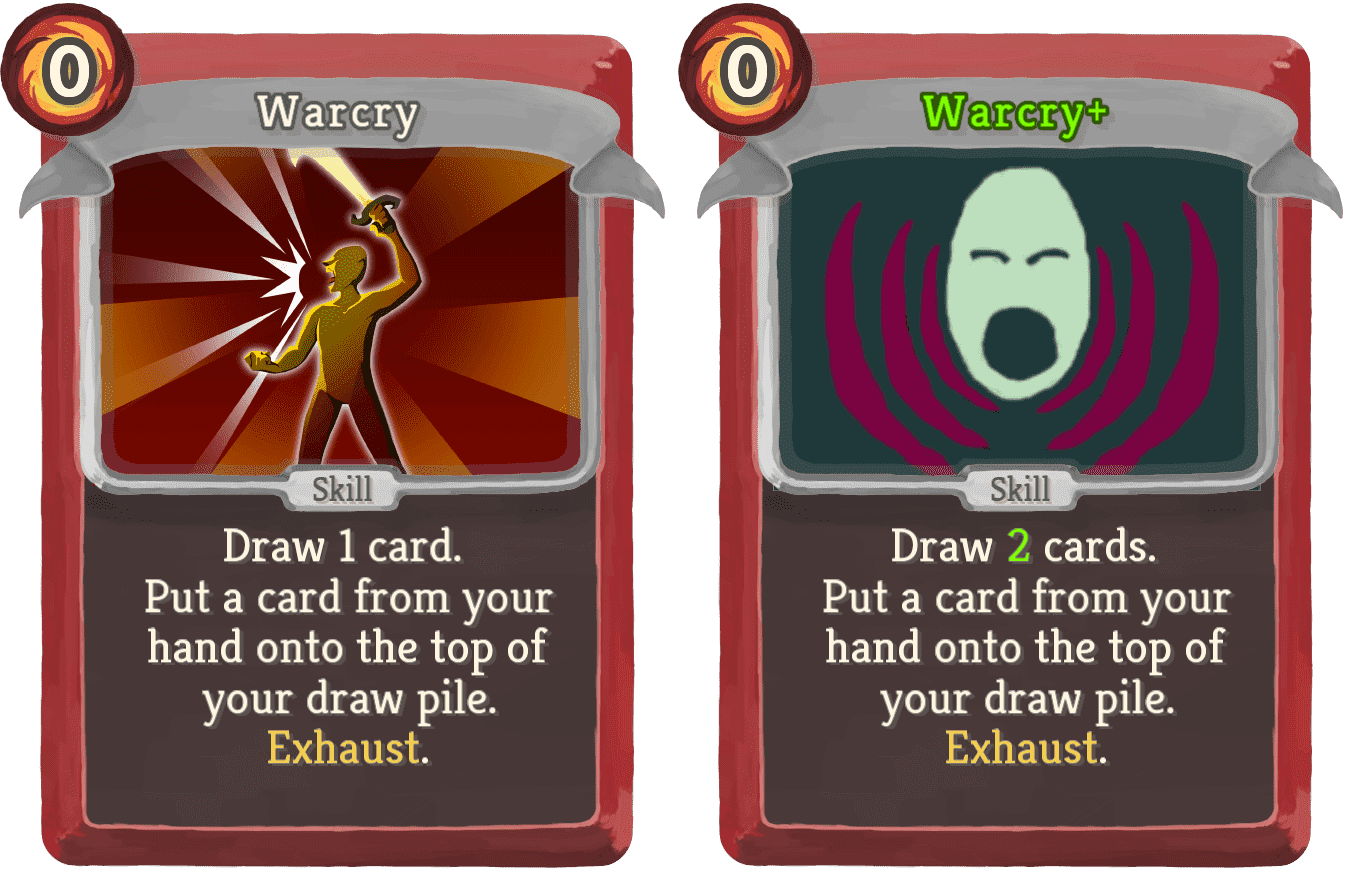 0
Warcry
Skill
Draw 1 card.
Put a card from your
hand onto the top of
your draw pile.
Exhaust.
0
Warcry+
Skill
Draw 2 cards.
Put a card from your
hand onto the top of
your draw pile.
Exhaust.